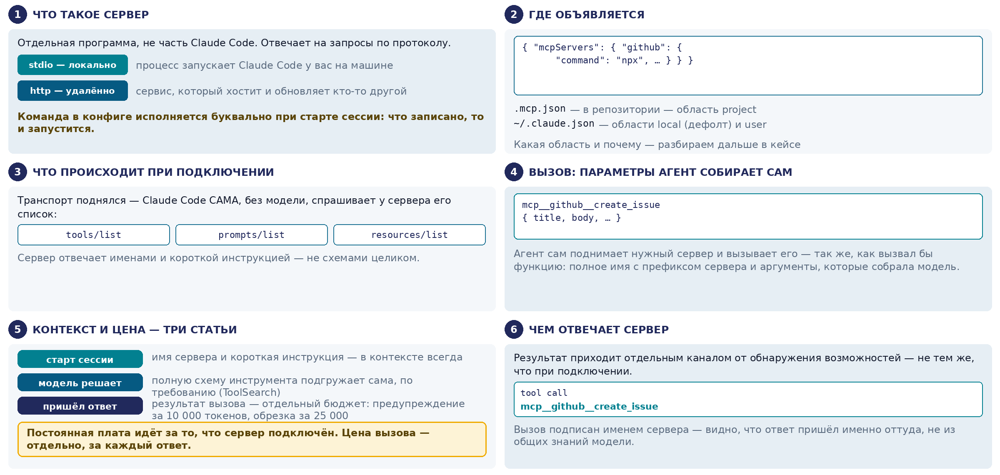 1 ЧТО ТАКОЕ СЕРВЕР
Отдельная программа, не часть Claude Code. Отвечает на запросы по протоколу.
stdio — локально процесс запускает Claude Code у вас на машине
http — удалённо сервис, который хостит и обновляет кто-то другой
Команда в конфиге исполняется буквально при старте сессии: что записано, то
и запустится.
2 ГДЕ ОБЪЯВЛЯЕТСЯ
{ "mcpServers": { "github": {
"command": "npx", … } } }
.mcp.json — в репозитории — область project
~/.claude.json — области local (дефолт) и user
Какая область и почему — разбираем дальше в кейсе
3 ЧТО ПРОИСХОДИТ ПРИ ПОДКЛЮЧЕНИИ
Транспорт поднялся — Claude Code САМА, без модели, спрашивает у сервера его
список:
tools/list prompts/list resources/list
Сервер отвечает именами и короткой инструкцией — не схемами целиком.
4 ВЫЗОВ: ПАРАМЕТРЫ АГЕНТ СОБИРАЕТ САМ
mcp__github__create_issue
{ title, body, … }
Агент сам поднимает нужный сервер и вызывает его — так же, как вызвал бы
функцию: полное имя с префиксом сервера и аргументы, которые собрала модель.
5 КОНТЕКСТ И ЦЕНА — ТРИ СТАТЬИ
старт сессии имя сервера и короткая инструкция — в контексте всегда
модель решает полную схему инструмента подгружает сама, по
требованию (ToolSearch)
пришёл ответ результат вызова — отдельный бюджет: предупреждение
за 10 000 токенов, обрезка за 25 000
Постоянная плата идёт за то, что сервер подключён. Цена вызова —
отдельно, за каждый ответ.
6 ЧЕМ ОТВЕЧАЕТ СЕРВЕР
Результат приходит отдельным каналом от обнаружения возможностей — не тем же,
что при подключении.
tool call
mcp__github__create_issue
Вызов подписан именем сервера — видно, что ответ пришёл именно оттуда, не из
общих знаний модели.